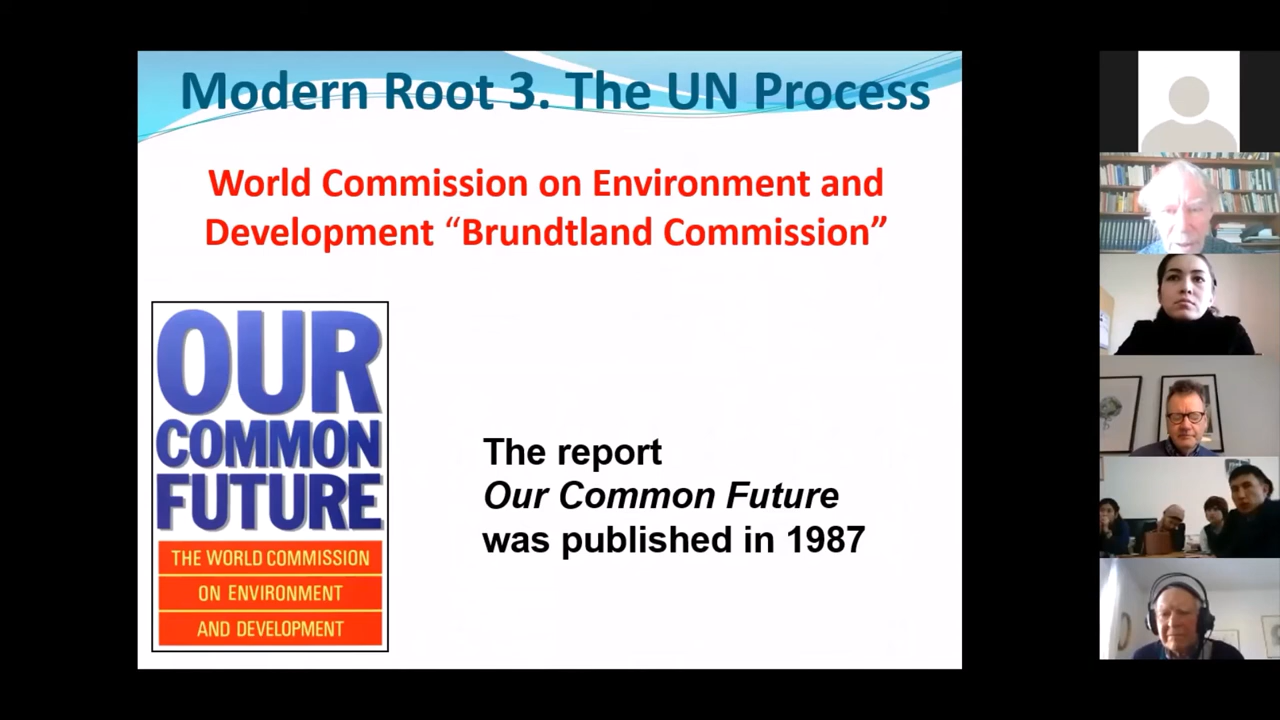 Modern Root 3. The UN Process
World Commission on Environment and
Development “Brundtland Commission”
OUR
COMMON
FUTURE
THE WORLD COMMISSION
ON ENVIRONMENT
AND DEVELOPMENT
The report
Our Common Future
was published in 1987